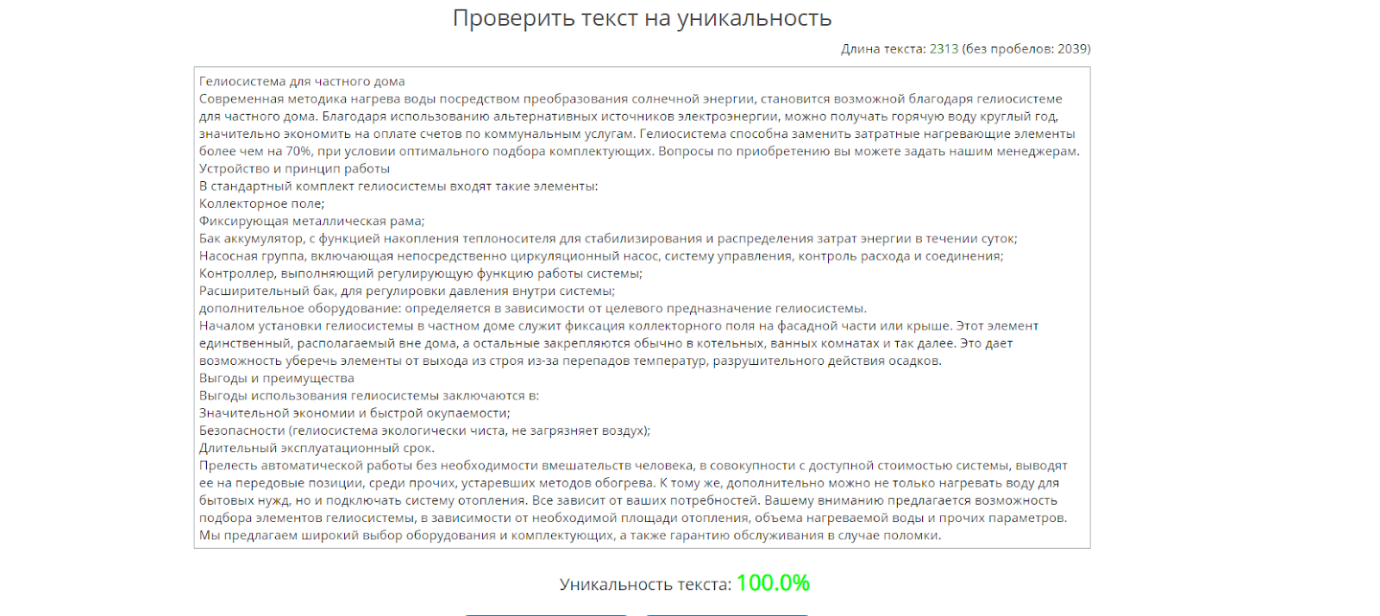 Проверить текст на уникальность
Длина текста: 2313 (без пробелов: 2039)
Гелиосистема для частного дома
Современная методика нагрева воды посредством преобразования солнечной энергии, становится возможной благодаря гелиосистеме
для частного дома. Благодаря использованию альтернативных источников электроэнергии, можно получать горячую воду круглый год,
значительно экономить на оплате счетов по коммунальным услугам. Гелиосистема способна заменить затратные нагревающие элементы
более чем на 70%, при условии оптимального подбора комплектующих. Вопросы по приобретению вы можете задать нашим менеджерам.
Устройство и принцип работы
В стандартный комплект гелиосистемы входят такие элементы:
Коллекторное поле;
Фиксирующая металлическая рама;
Бак аккумулятор, с функцией накопления теплоносителя для стабилизирования и распределения затрат энергии в течении суток;
Насосная группа, включающая непосредственно циркуляционный насос, систему управления, контроль расхода и соединения;
Контроллер, выполняющий регулирующую функцию работы системы;
Расширительный бак, для регулировки давления внутри системы;
дополнительное оборудование: определяется в зависимости от целевого предназначение гелиосистемы.
Началом установки гелиосистемы в частном доме служит фиксация коллекторного поля на фасадной части или крыше. Этот элемент
единственный, располагаемый вне дома, а остальные закрепляются обычно в котельных, ванных комнатах и так далее. Это дает
возможность уберечь элементы от выхода из строя из-за перепадов температур, разрушительного действия осадков.
Выгоды и преимущества
Выгоды использования гелиосистемы заключаются в:
Значительной экономии и быстрой окупаемости;
Безопасности (гелиосистема экологически чиста, не загрязняет воздух);
Длительный эксплуатационный срок.
Прелесть автоматической работы без необходимости вмешательств человека, в совокупности с доступной стоимостью системы, выводят
ее на передовые позиции, среди прочих, устаревших методов обогрева. К тому же, дополнительно можно не только нагревать воду для
бытовых нужд, но и подключать систему отопления. Все зависит от ваших потребностей. Вашему вниманию предлагается возможность
подбора элементов гелиосистемы, в зависимости от необходимой площади отопления, объема нагреваемой воды и прочих параметров.
Мы предлагаем широкий выбор оборудования и комплектующих, а также гарантию обслуживания в случае поломки.
Уникальность текста: 100.0%